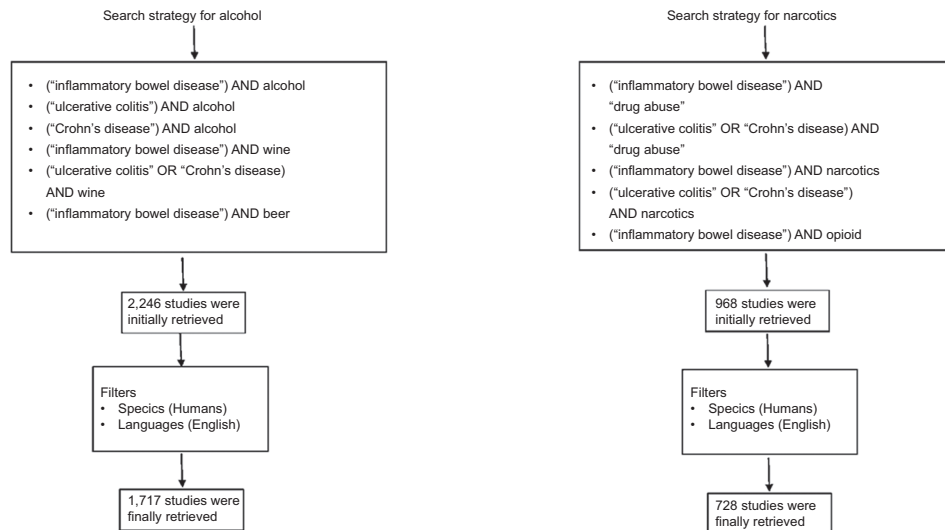 Search strategy for alcohol
• (“inflammatory bowel disease”) AND alcohol
• (“ulcerative colitis”) AND alcohol
• (“Crohn’s disease”) AND alcohol
• (“inflammatory bowel disease”) AND wine
• (“ulcerative colitis” OR “Crohn’s disease)
AND wine
• (“inflammatory bowel disease”) AND beer
2,246 studies were
initially retrieved
Filters
• Specics (Humans)
• Languages (English)
1,717 studies were
finally retrieved
Search strategy for narcotics
• (“inflammatory bowel disease”) AND
“drug abuse”
• (“ulcerative colitis” OR “Crohn’s disease) AND
“drug abuse”
• (“inflammatory bowel disease”) AND narcotics
• (“ulcerative colitis” OR “Crohn’s disease”)
AND narcotics
• (“inflammatory bowel disease”) AND opioid
968 studies were
initially retrieved
Filters
• Specics (Humans)
• Languages (English)
728 studies were
finally retrieved